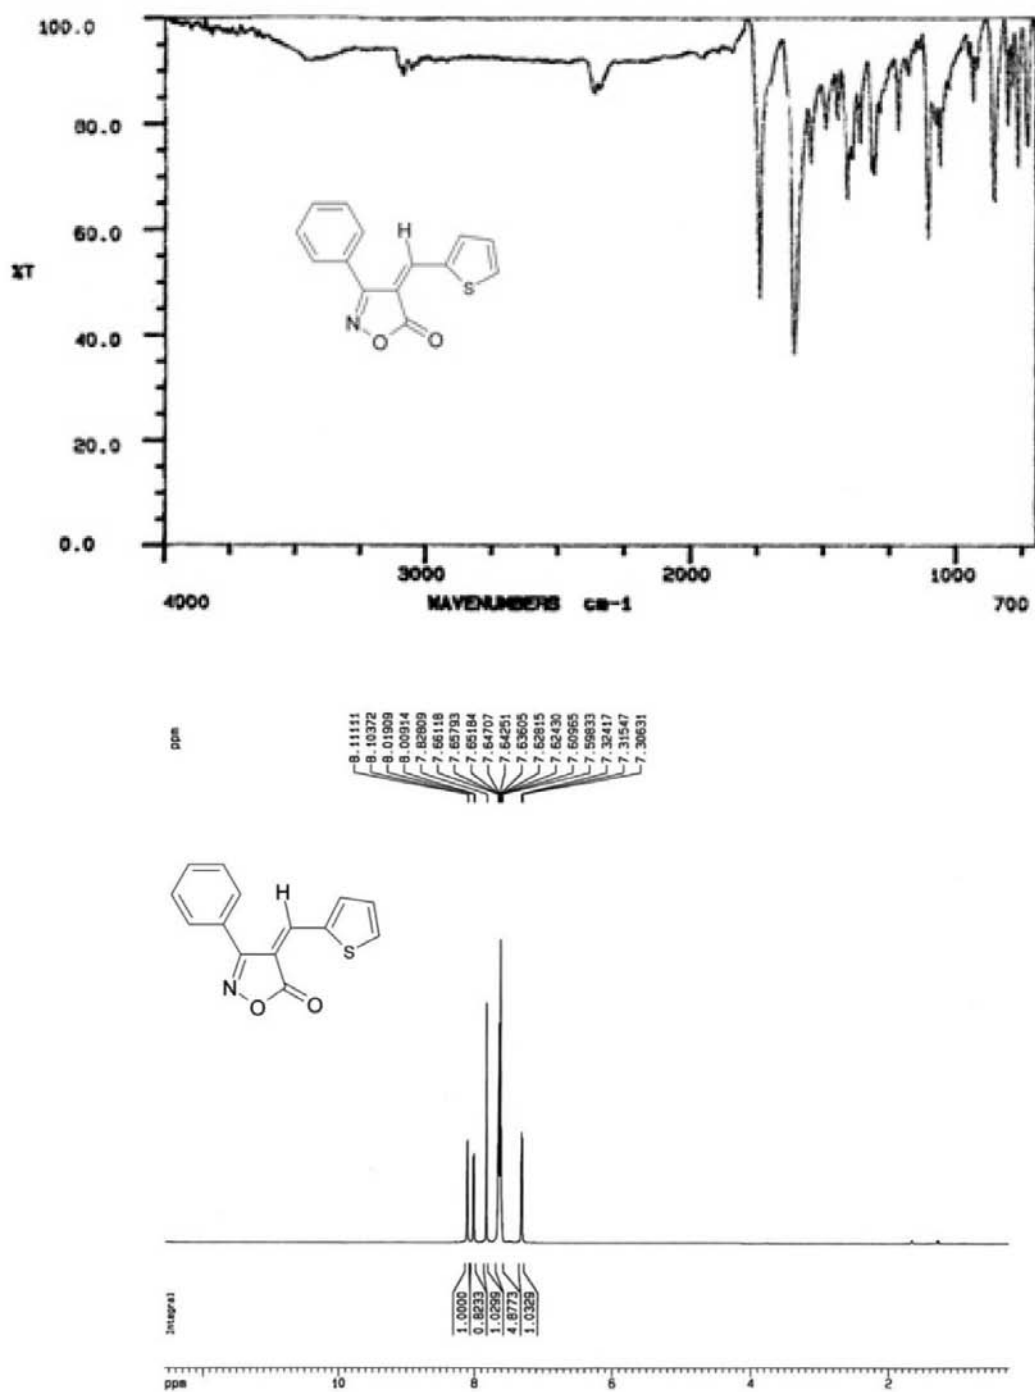 100.0
80.0
60.0
%T
40.0
20.0
0.0
3000
2000
1000
4000
WAVENUMBERS cm-1
700
H
S
N
O
O
ppm
8.11111
8.10372
8.01909
8.00914
7.82809
7.66118
7.65793
7.65184
7.64707
7.64251
7.63605
7.62815
7.62430
7.60965
7.59833
7.32417
7.31547
7.30631
H
S
N
O
O
Integral
1.0000
0.8233
1.0299
4.8773
1.0329
ppm
10
8
6
4
2